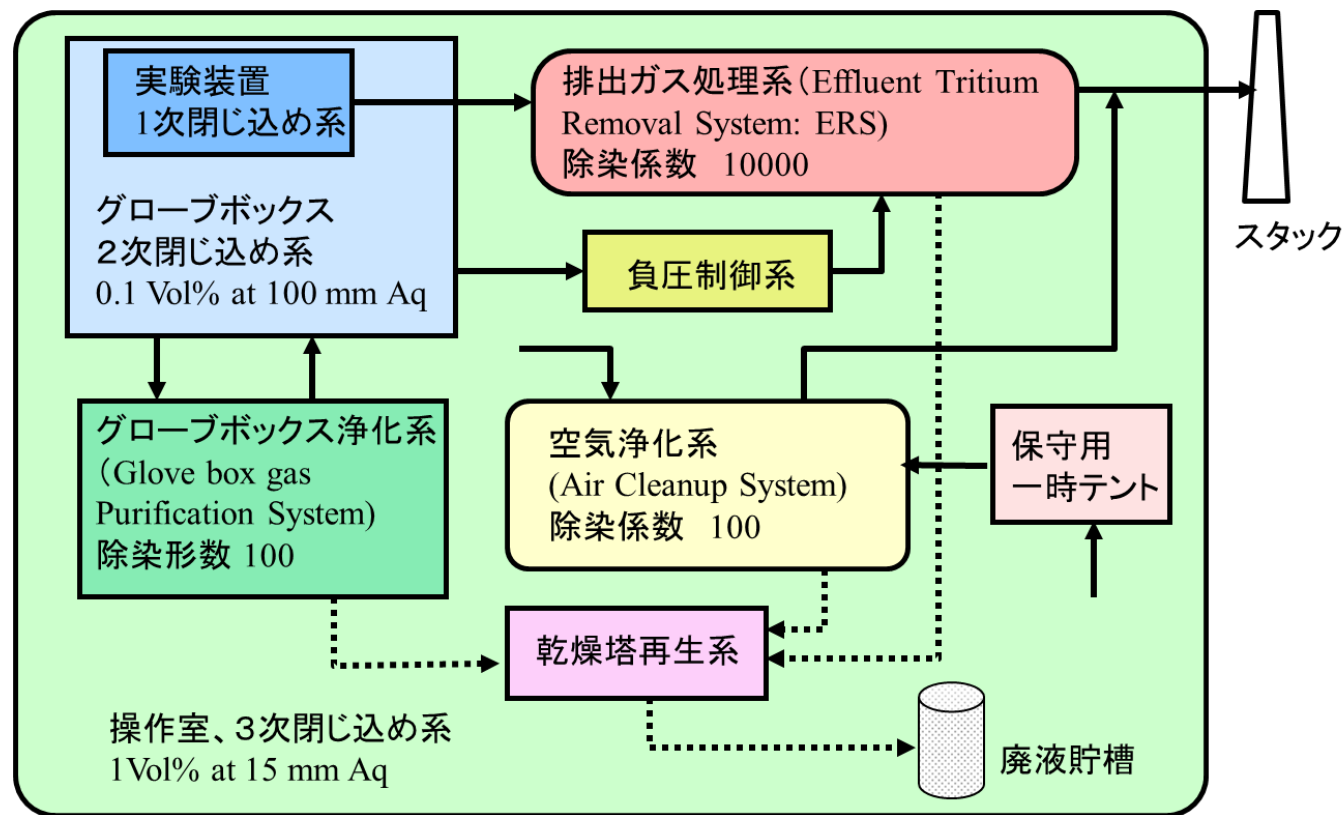 実験装置
1次閉じ込め系
グローブボックス
２次閉じ込め系
0.1 Vol% at 100 mm Aq
排出ガス処理系（Effluent Tritium
Removal System: ERS)
除染係数 10000
スタック
負圧制御系
グローブボックス浄化系
（Glove box gas
Purification System)
除染形数 100
空気浄化系
(Air Cleanup System)
除染係数 100
保守用
一時テント
乾燥塔再生系
操作室、３次閉じ込め系
1Vol% at 15 mm Aq
廃液貯槽